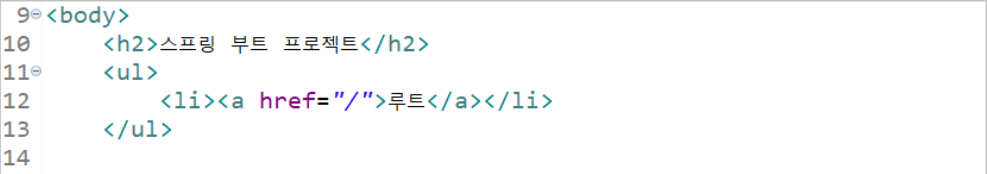 9 <body>
10 <h2>스프링 부트 프로젝트</h2>
11 <ul>
12 <li><a href="/">루트</a></li>
13 </ul>
14